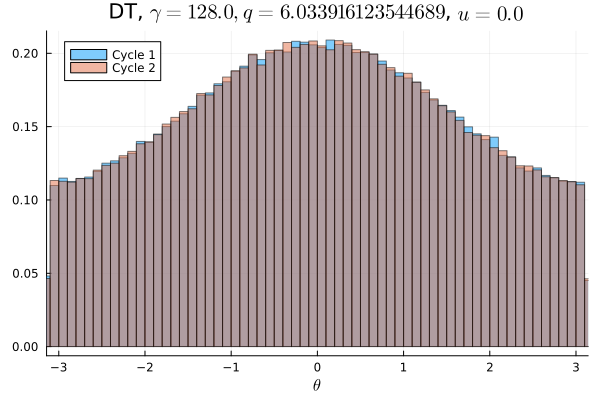 DT, γ = 128.0, q = 6.033916123544689, u = 0.0
Cycle 1
Cycle 2
0.20
0.15
0.10
0.05
0.00
−3 −2 −1 0 1 2 3
θ